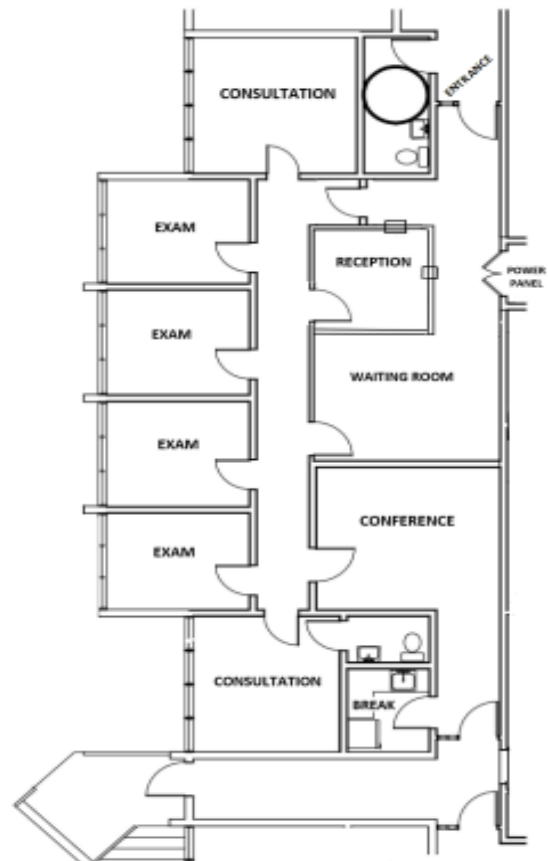 CONSULTATION
ENTRANCE
EXAM
RECEPTION
POWER
PANEL
EXAM
WAITING ROOM
EXAM
CONFERENCE
EXAM
CONSULTATION
BREAK